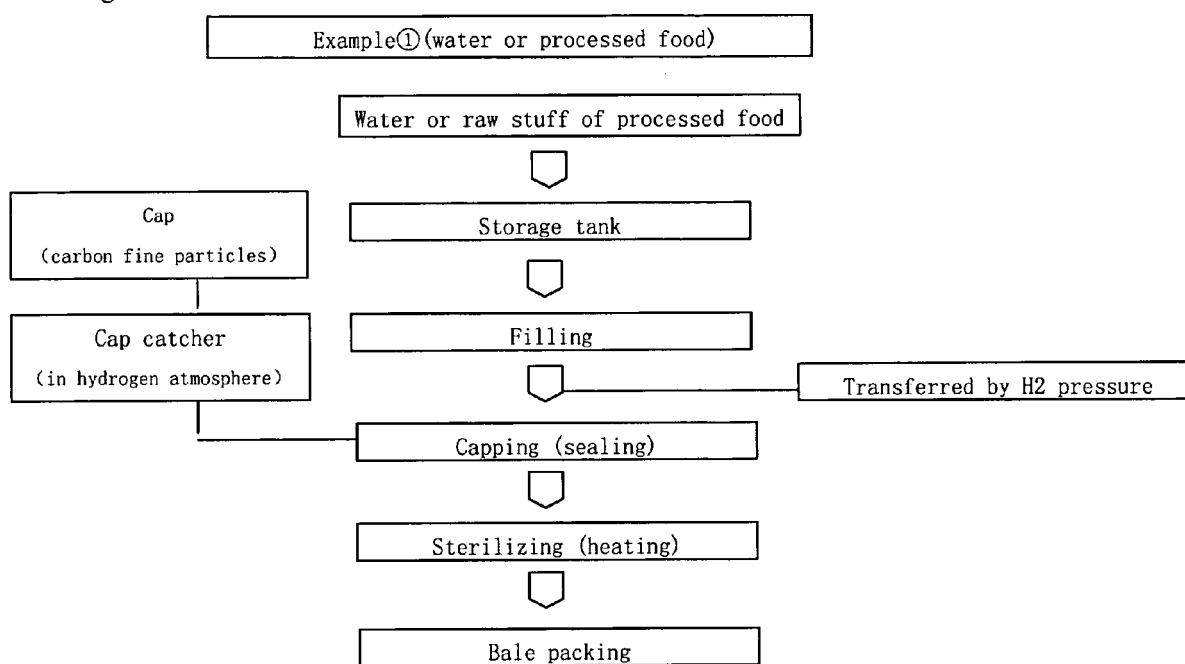 Example①(water or processed food)
Water or raw stuff of processed food
Storage tank
Cap
(carbon fine particles)
Filling
Cap catcher
(in hydrogen atmosphere)
Transferred by H2 pressure
Capping (sealing)
Sterilizing (heating)
Bale packing